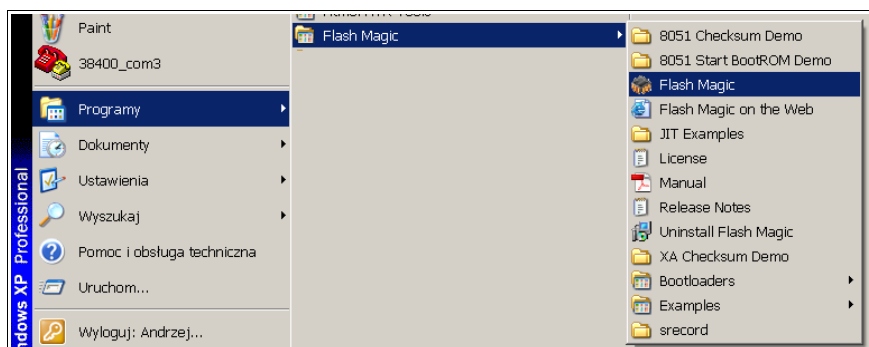 Paint
38400_com3
Programy
Dokumenty
Ustawienia
Wyszukaj
Pomoc i obsługa techniczna
Uruchom...
Wyloguj: Andrzej...
ndows XP Professional
Flash Magic
8051 Checksum Demo
8051 Start BootROM Demo
Flash Magic
Flash Magic on the Web
JIT Examples
License
Manual
Release Notes
Uninstall Flash Magic
XA Checksum Demo
Bootloaders
Examples
srecord